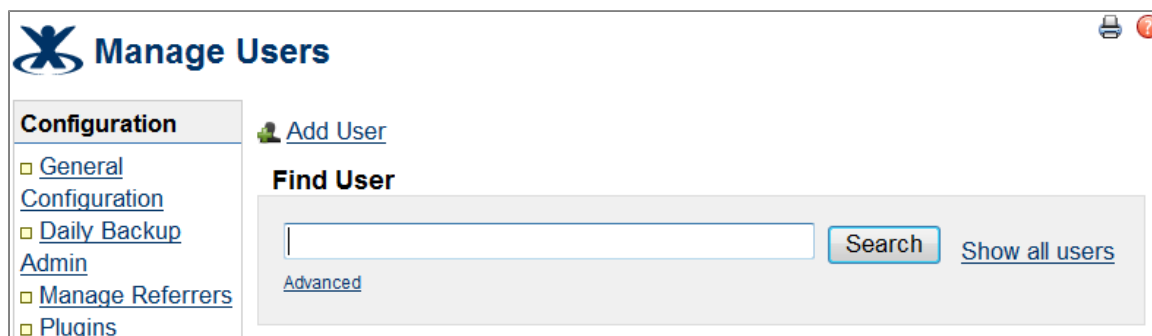 Manage Users
Configuration
General
Configuration
Daily Backup
Admin
Manage Referrers
Plugins
Add User
Find User
Search
Show all users
Advanced